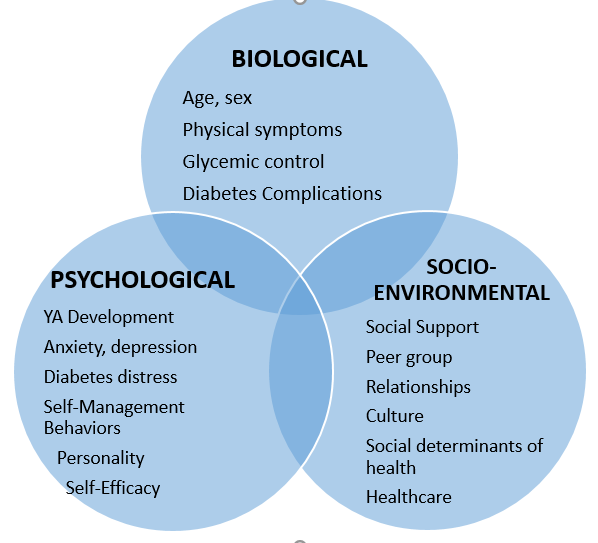 BIOLOGICAL
Age, sex
Physical symptoms
Glycemic control
Diabetes Complications
PSYCHOLOGICAL
YA Development
Anxiety, depression
Diabetes distress
Self-Management
Behaviors
Personality
Self-Efficacy
SOCIO-
ENVIRONMENTAL
Social Support
Peer group
Relationships
Culture
Social determinants of
health
Healthcare